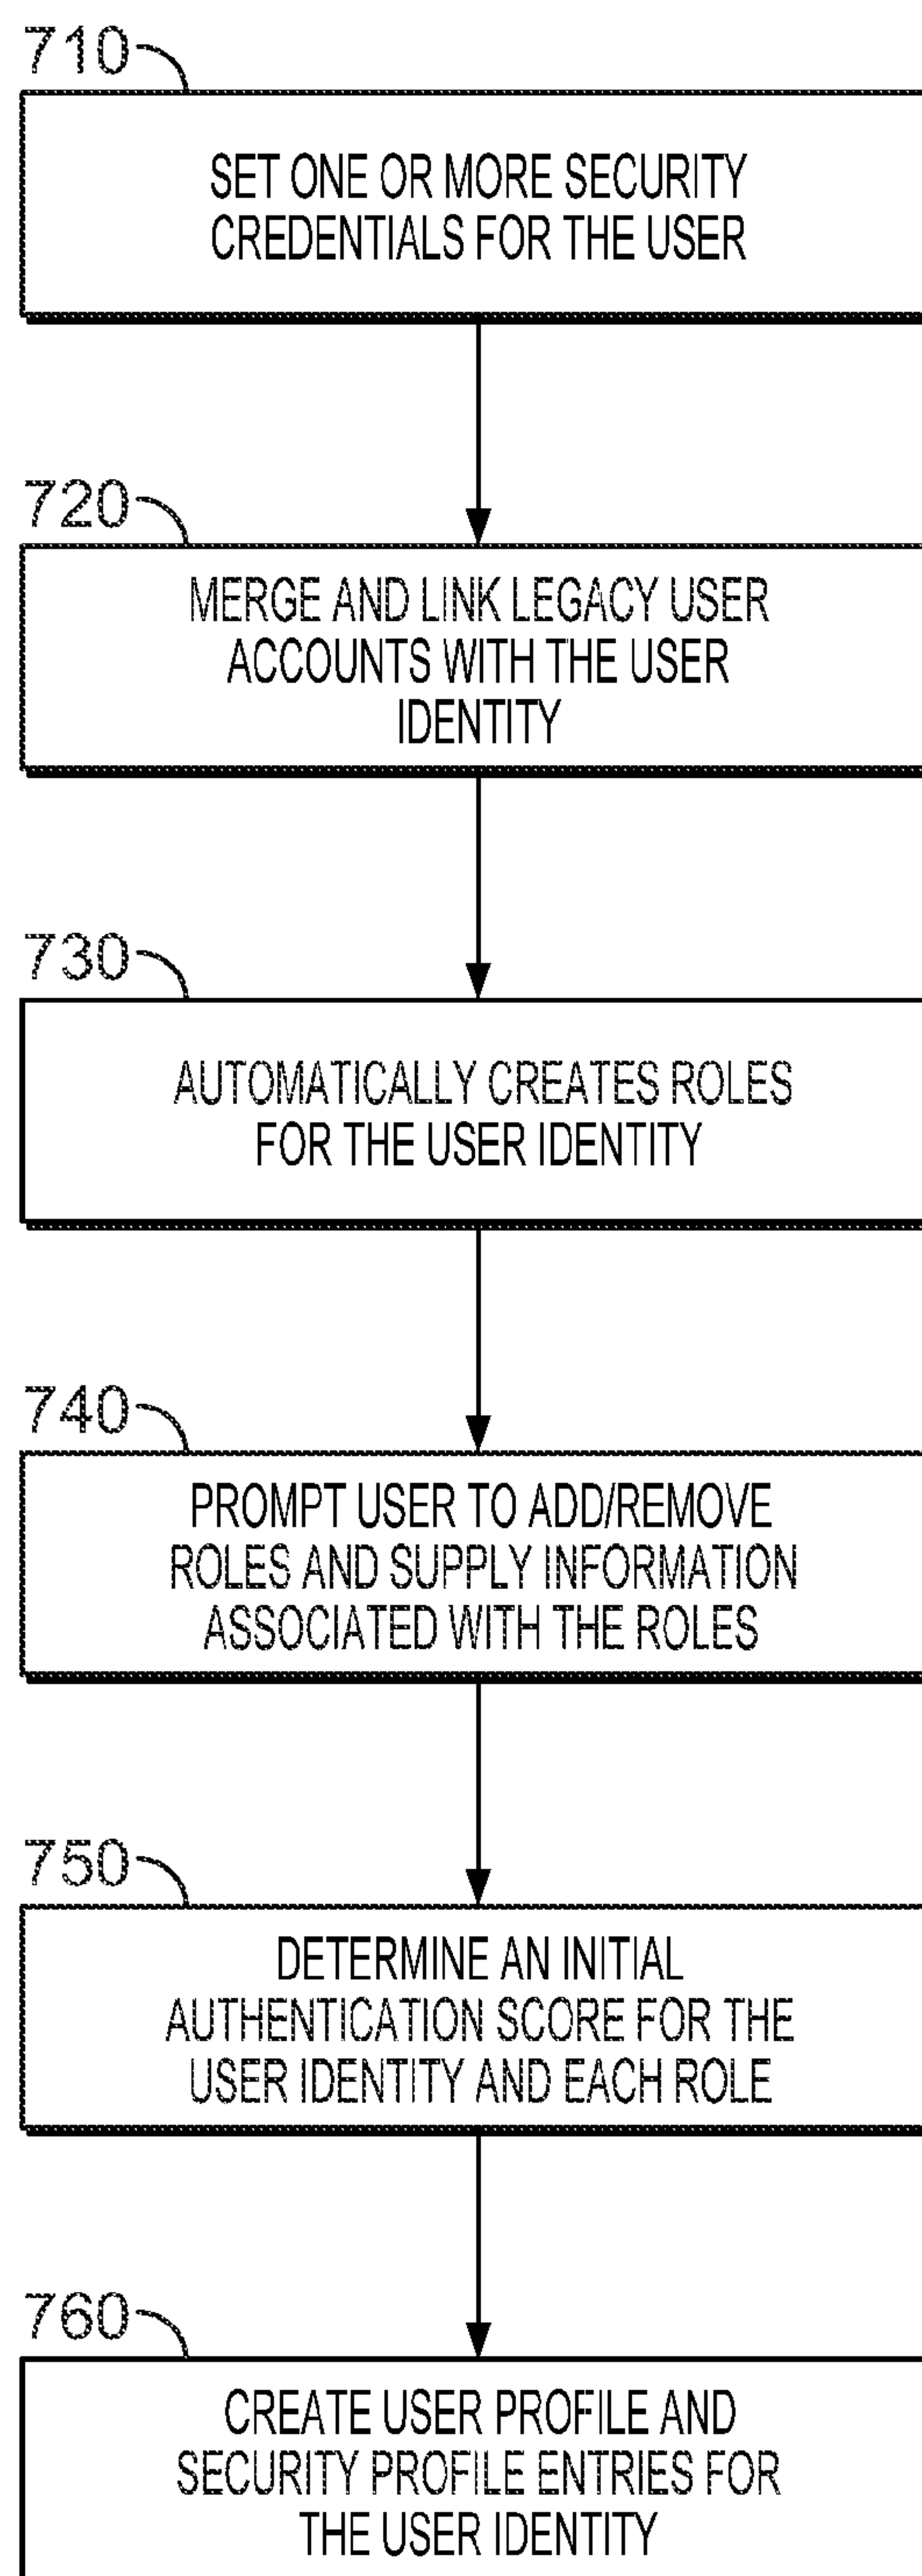 710
SET ONE OR MORE SECURITY
CREDENTIALS FOR THE USER
720
MERGE AND LINK LEGACY USER
ACCOUNTS WITH THE USER
IDENTITY
730
AUTOMATICALLY CREATES ROLES
FOR THE USER IDENTITY
740
PROMPT USER TO ADD/REMOVE
ROLES AND SUPPLY INFORMATION
ASSOCIATED WITH THE ROLES
750
DETERMINE AN INITIAL
AUTHENTICATION SCORE FOR THE
USER IDENTITY AND EACH ROLE
760
CREATE USER PROFILE AND
SECURITY PROFILE ENTRIES FOR
THE USER IDENTITY